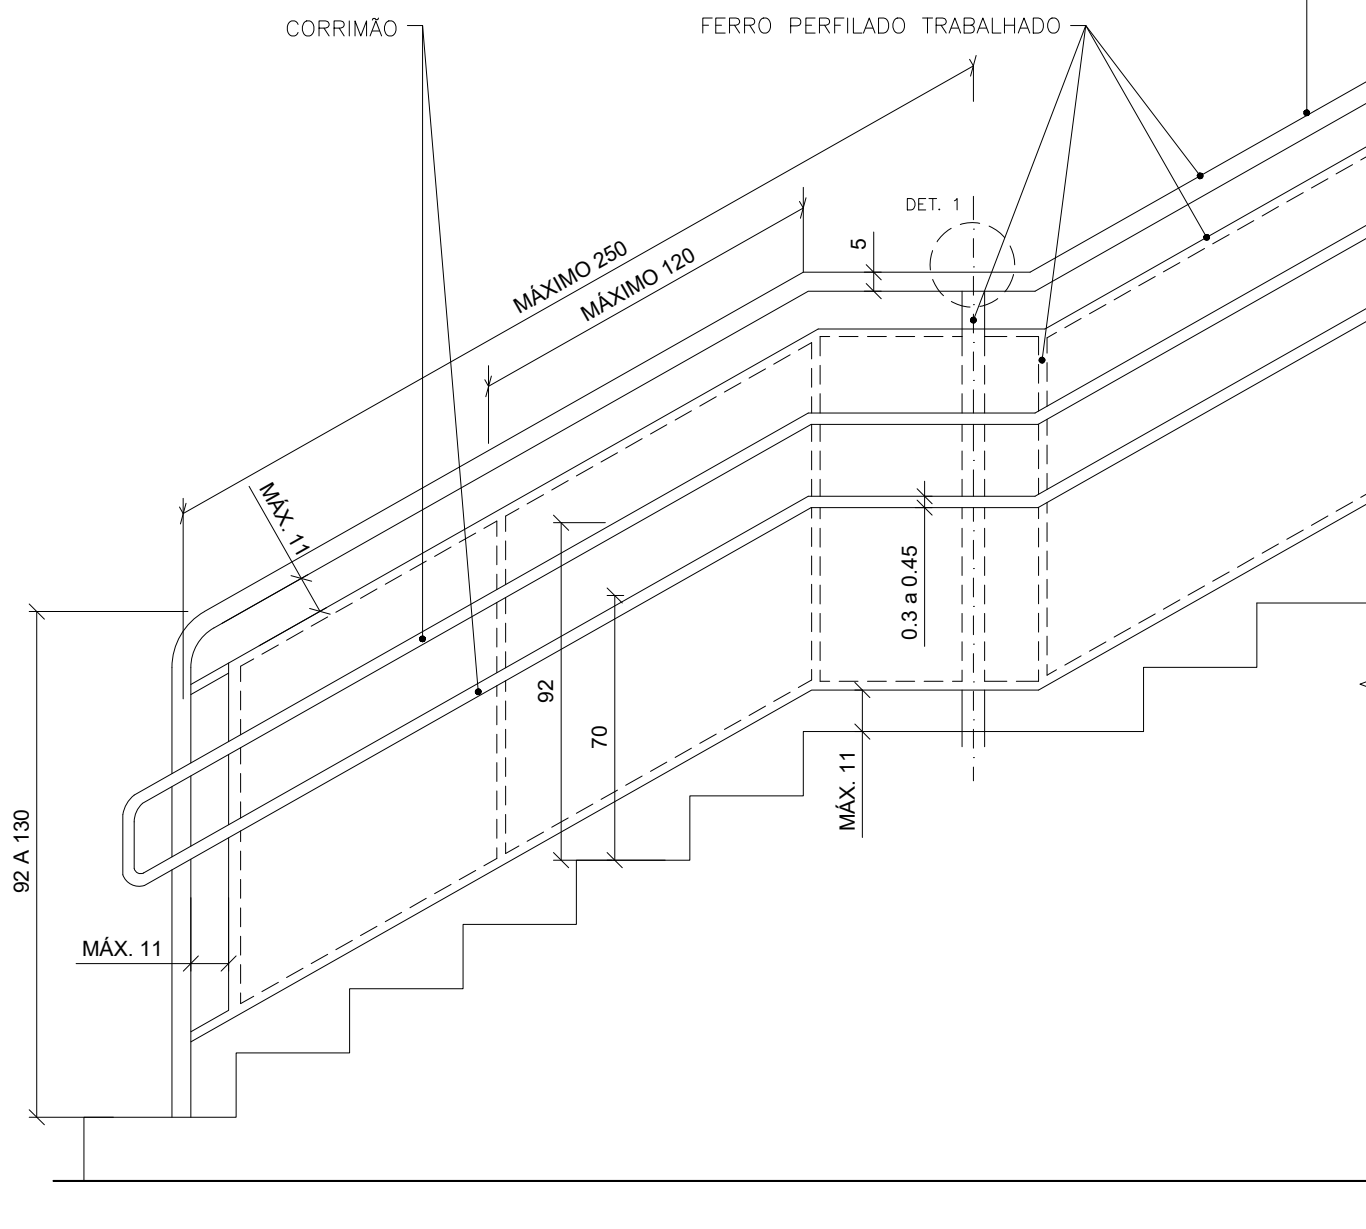 CORRIMÃO
FERRO PERFILADO TRABALHADO
DET. 1
5
MÁXIMO 250
MÁXIMO 120
MÁX. 11
0.3 a 0.45
92
70
MÁX. 11
92 A 130
MÁX. 11